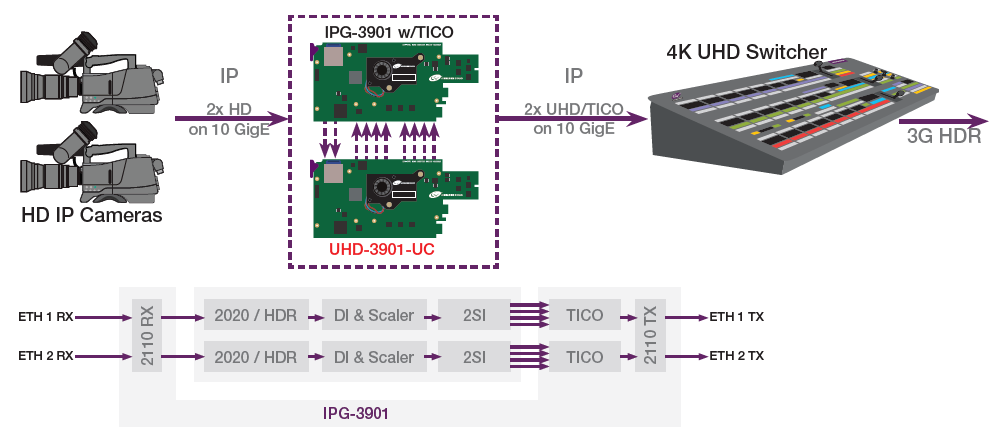 IPG-3901 w/TICO
4K UHD Switcher
IP
2x HD
on 10 GigE
IP
2x UHD/TICO
on 10 GigE
3G HDR
HD IP Cameras
UHD-3901-UC
ETH 1 RX
2110 RX
2020 / HDR
DI & Scaler
2SI
TICO
2110 TX
ETH 1 TX
ETH 2 RX
2020 / HDR
DI & Scaler
2SI
TICO
ETH 2 TX
IPG-3901